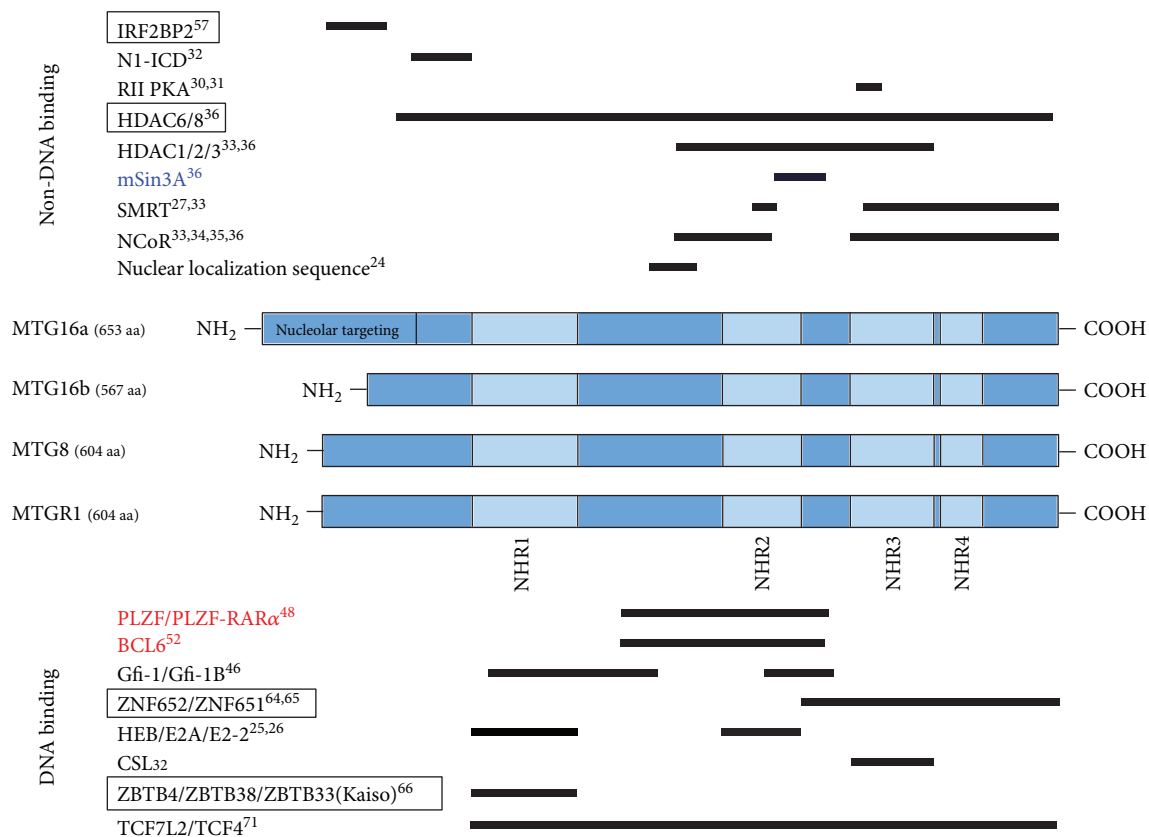 Non-DNA binding
IRF2BP2⁵⁷
N1-ICD³²
RII PKA³⁰,³¹
HDAC6/8³⁶
HDAC1/2/3³³,³⁶
mSin3A³⁶
SMRT²⁷,³³
NCoR³³,³⁴,³⁵,³⁶
Nuclear localization sequence²⁴
MTG16a (653 aa) NH₂ Nucleolar targeting COOH
MTG16b (567 aa) NH₂ COOH
MTG8 (604 aa) NH₂ COOH
MTGR1 (604 aa) NH₂ COOH
NHR1 NHR2 NHR3 NHR4
DNA binding
PLZF/PLZF-RARα⁴⁸
BCL6⁵²
Gfi-1/Gfi-1B⁴⁶
ZNF652/ZNF651⁶⁴,⁶⁵
HEB/E2A/E2-2²⁵,²⁶
CSL32
ZBTB4/ZBTB38/ZBTB33(Kaiso)⁶⁶
TCF7L2/TCF4⁷¹